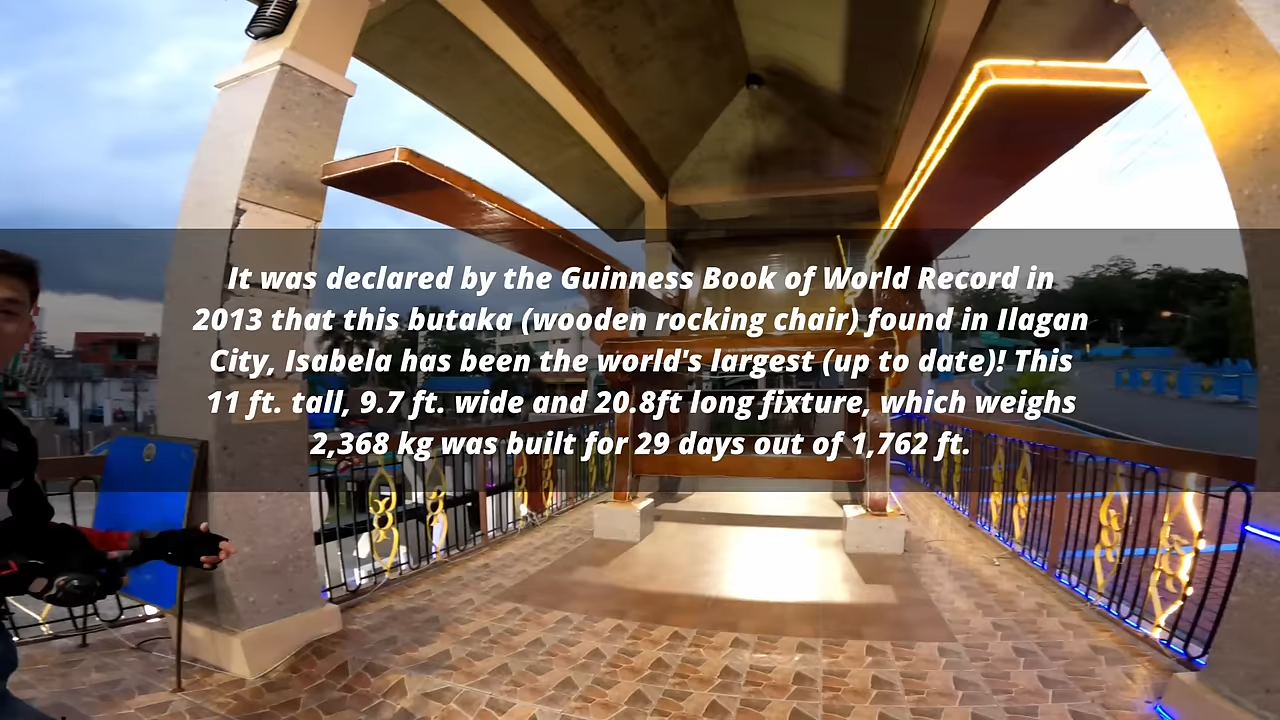 It was declared by the Guinness Book of World Record in
2013 that this butaka (wooden rocking chair) found in Ilagan
City, Isabela has been the world's largest (up to date)! This
11 ft. tall, 9.7 ft. wide and 20.8ft long fixture, which weighs
2,368 kg was built for 29 days out of 1,762 ft.